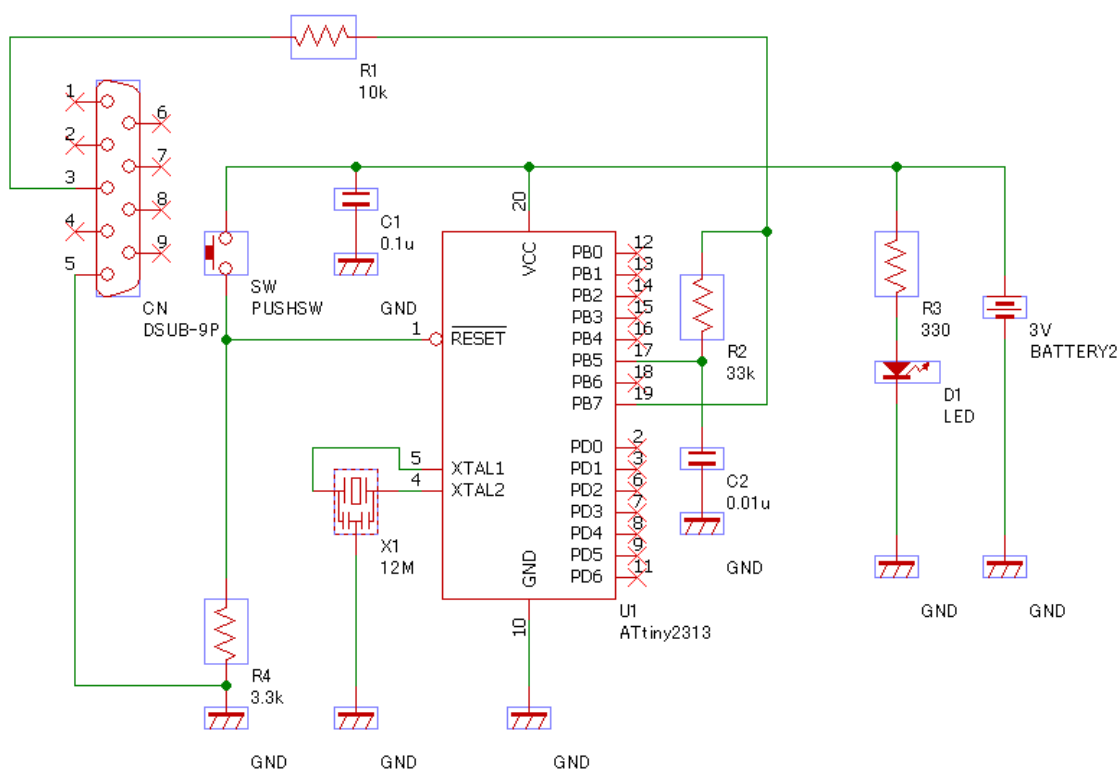 R1
10k
1
6
2
7
3
8
4
9
5
CN
DSUB-9P
SW
PUSHSW
C1
0.1u
GND
20
VCC
1
RESET
5
XTAL1
4
XTAL2
X1
12M
GND
10
PB0
12
PB1
13
PB2
14
PB3
15
PB4
16
PB5
17
PB6
18
PB7
19
PD0
2
PD1
3
PD2
6
PD3
7
PD4
8
PD5
9
PD6
11
U1
ATtiny2313
R2
33k
C2
0.01u
GND
R3
330
D1
LED
3V
BATTERY2
GND
GND
R4
3.3k
GND
GND
GND